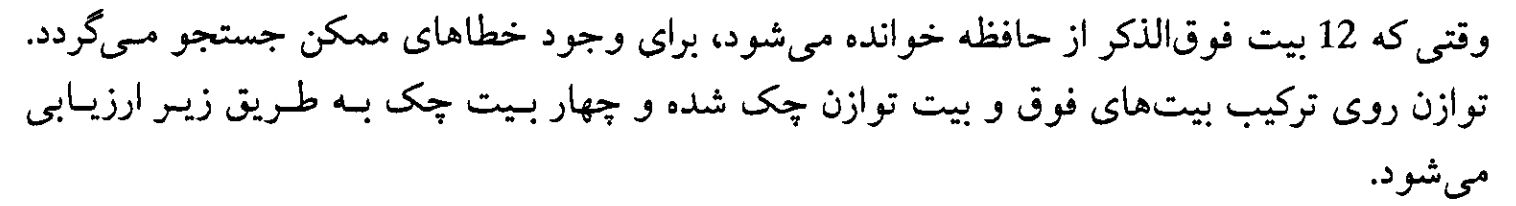 وقتی که 12 بیت فوق‌الذکر از حافظه خوانده می‌شود، برای وجود خطاهای ممکن جستجو می‌گردد.
توازن روی ترکیب بیت‌های فوق و بیت توازن چک شده و چهار بیت چک به طریق زیر ارزیابی
می‌شود.